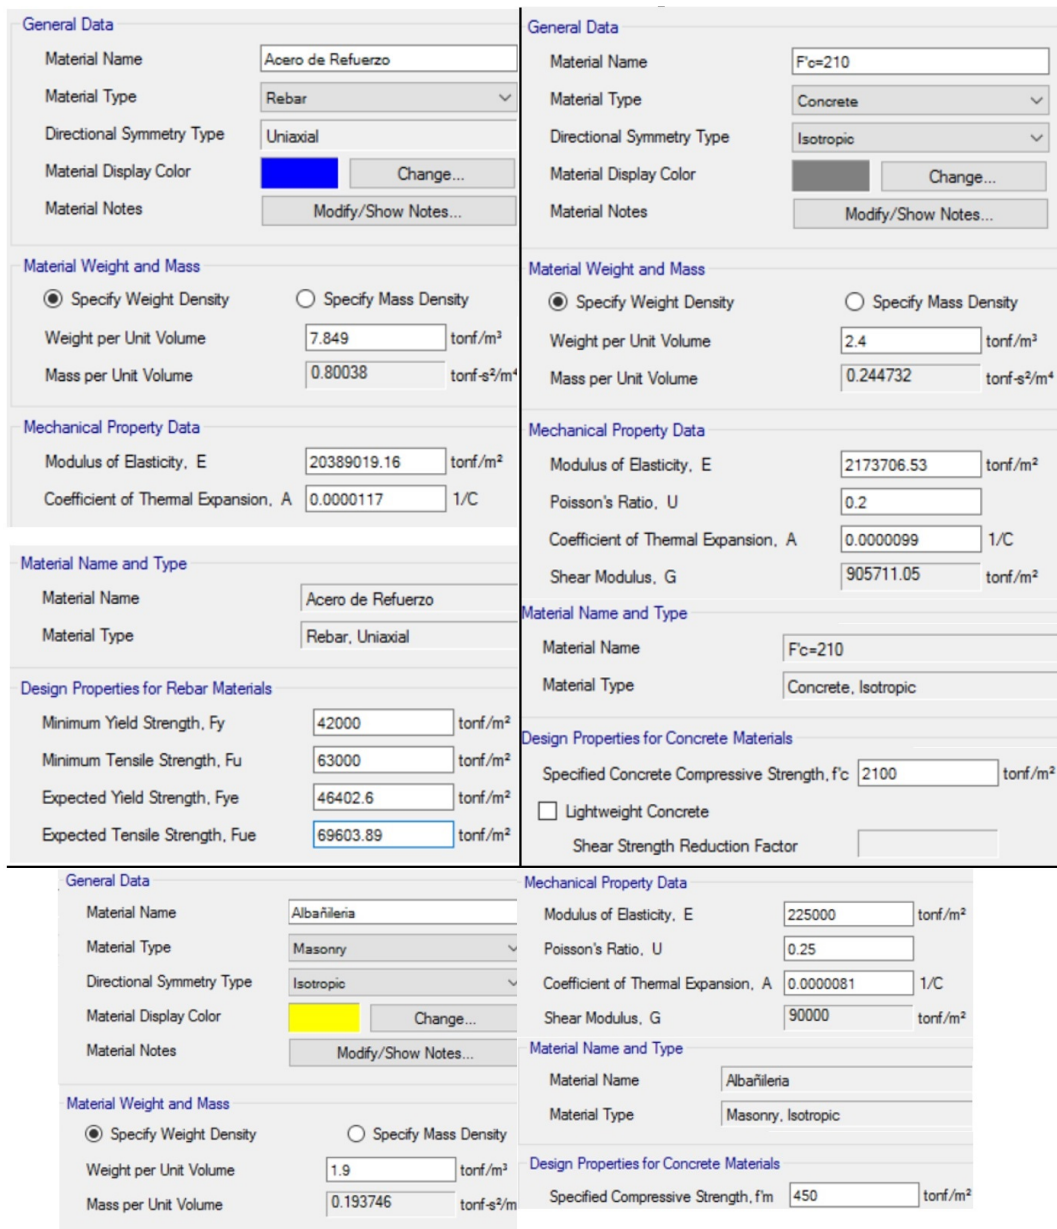 General Data
Material Name Acero de Refuerzo
Material Type Rebar
Directional Symmetry Type Uniaxial
Material Display Color Change...
Material Notes Modify/Show Notes...
Material Weight and Mass
Specify Weight Density Specify Mass Density
Weight per Unit Volume 7.849 tonf/m³
Mass per Unit Volume 0.80038 tonf-s²/m⁴
Mechanical Property Data
Modulus of Elasticity, E 20389019.16 tonf/m²
Coefficient of Thermal Expansion, A 0.0000117 1/C
Material Name and Type
Material Name Acero de Refuerzo
Material Type Rebar, Uniaxial
Design Properties for Rebar Materials
Minimum Yield Strength, Fy 42000 tonf/m²
Minimum Tensile Strength, Fu 63000 tonf/m²
Expected Yield Strength, Fye 46402.6 tonf/m²
Expected Tensile Strength, Fue 69603.89 tonf/m²
General Data
Material Name F'c=210
Material Type Concrete
Directional Symmetry Type Isotropic
Material Display Color Change...
Material Notes Modify/Show Notes...
Material Weight and Mass
Specify Weight Density Specify Mass Density
Weight per Unit Volume 2.4 tonf/m³
Mass per Unit Volume 0.244732 tonf-s²/m⁴
Mechanical Property Data
Modulus of Elasticity, E 2173706.53 tonf/m²
Poisson's Ratio, U 0.2
Coefficient of Thermal Expansion, A 0.0000099 1/C
Shear Modulus, G 905711.05 tonf/m²
Material Name and Type
Material Name F'c=210
Material Type Concrete, Isotropic
Design Properties for Concrete Materials
Specified Concrete Compressive Strength, f'c 2100 tonf/m²
Lightweight Concrete
Shear Strength Reduction Factor
General Data
Material Name Albañileria
Material Type Masonry
Directional Symmetry Type Isotropic
Material Display Color Change...
Material Notes Modify/Show Notes...
Material Weight and Mass
Specify Weight Density Specify Mass Density
Weight per Unit Volume 1.9 tonf/m³
Mass per Unit Volume 0.193746 tonf-s²/m
Mechanical Property Data
Modulus of Elasticity, E 225000 tonf/m²
Poisson's Ratio, U 0.25
Coefficient of Thermal Expansion, A 0.0000081 1/C
Shear Modulus, G 90000 tonf/m²
Material Name and Type
Material Name Albañileria
Material Type Masonry, Isotropic
Design Properties for Concrete Materials
Specified Compressive Strength, f'm 450 tonf/m²